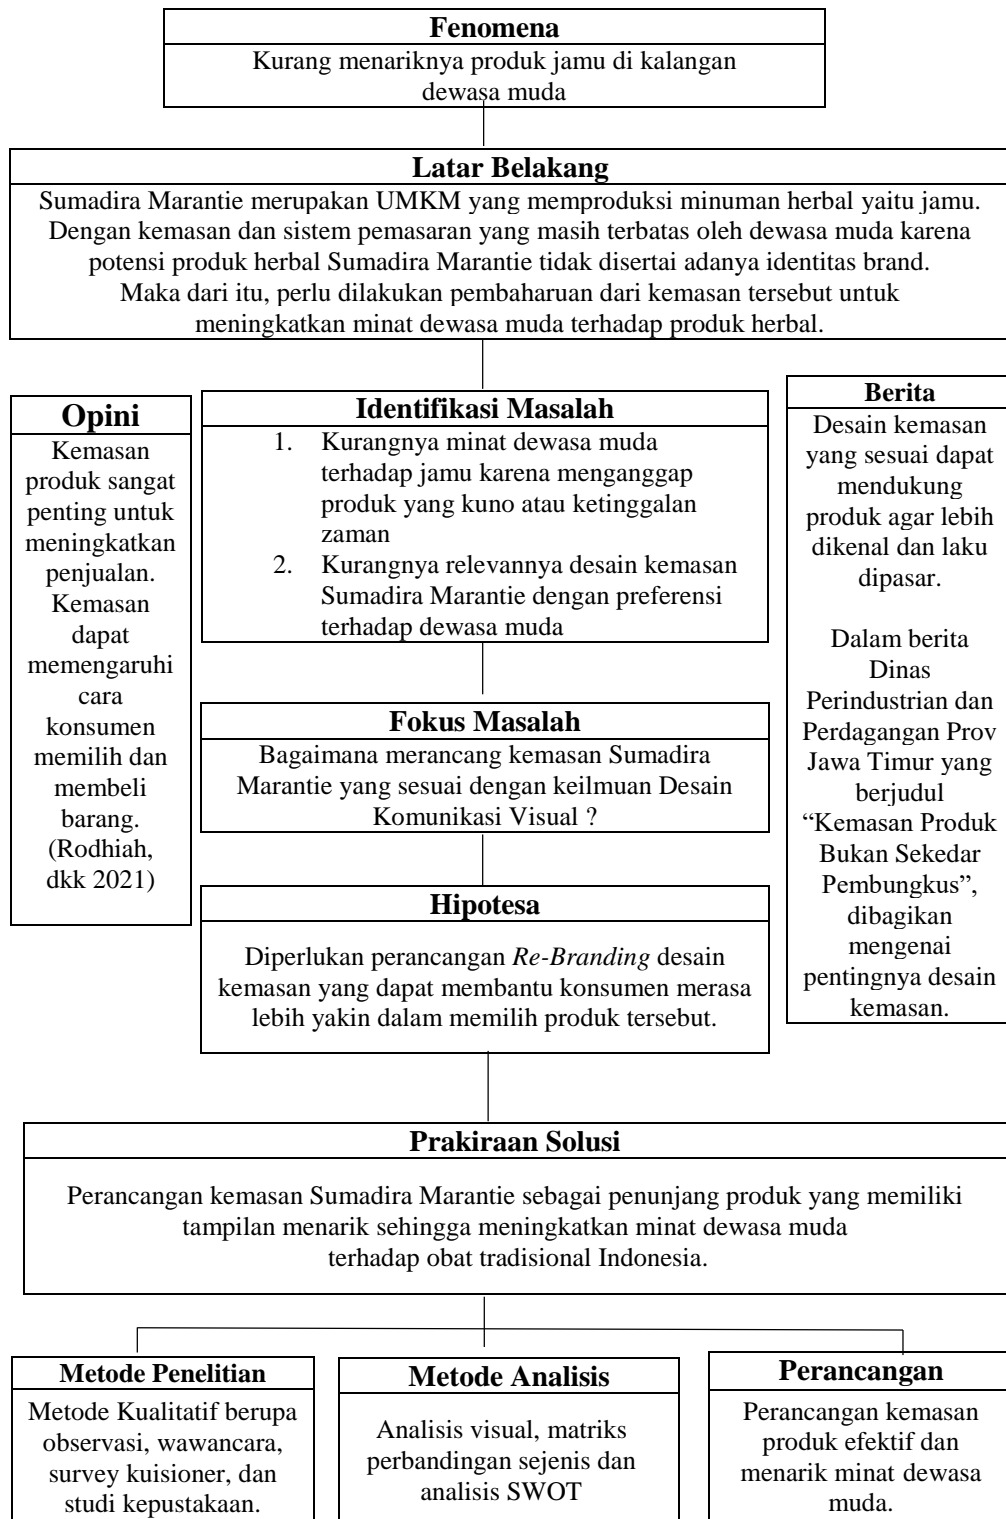 Fenomena
Kurang menariknya produk jamu di kalangan
dewasa muda
Latar Belakang
Sumadira Marantie merupakan UMKM yang memproduksi minuman herbal yaitu jamu.
Dengan kemasan dan sistem pemasaran yang masih terbatas oleh dewasa muda karena
potensi produk herbal Sumadira Marantie tidak disertai adanya identitas brand.
Maka dari itu, perlu dilakukan pembaharuan dari kemasan tersebut untuk
meningkatkan minat dewasa muda terhadap produk herbal.
Opini
Kemasan
produk sangat
penting untuk
meningkatkan
penjualan.
Kemasan
dapat
memengaruhi
cara
konsumen
memilih dan
membeli
barang.
(Rodhiah,
dkk 2021)
Identifikasi Masalah
1. Kurangnya minat dewasa muda
terhadap jamu karena menganggap
produk yang kuno atau ketinggalan
zaman
2. Kurangnya relevannya desain kemasan
Sumadira Marantie dengan preferensi
terhadap dewasa muda
Berita
Desain kemasan
yang sesuai dapat
mendukung
produk agar lebih
dikenal dan laku
dipasar.
Dalam berita
Dinas
Perindustrian dan
Perdagangan Prov
Jawa Timur yang
berjudul
“Kemasan Produk
Bukan Sekedar
Pembungkus”,
dibagikan
mengenai
pentingnya desain
kemasan.
Fokus Masalah
Bagaimana merancang kemasan Sumadira
Marantie yang sesuai dengan keilmuan Desain
Komunikasi Visual ?
Hipotesa
Diperlukan perancangan Re-Branding desain
kemasan yang dapat membantu konsumen merasa
lebih yakin dalam memilih produk tersebut.
Prakiraan Solusi
Perancangan kemasan Sumadira Marantie sebagai penunjang produk yang memiliki
tampilan menarik sehingga meningkatkan minat dewasa muda
terhadap obat tradisional Indonesia.
Metode Penelitian
Metode Kualitatif berupa
observasi, wawancara,
survey kuisioner, dan
studi kepustakaan.
Metode Analisis
Analisis visual, matriks
perbandingan sejenis dan
analisis SWOT
Perancangan
Perancangan kemasan
produk efektif dan
menarik minat dewasa
muda.